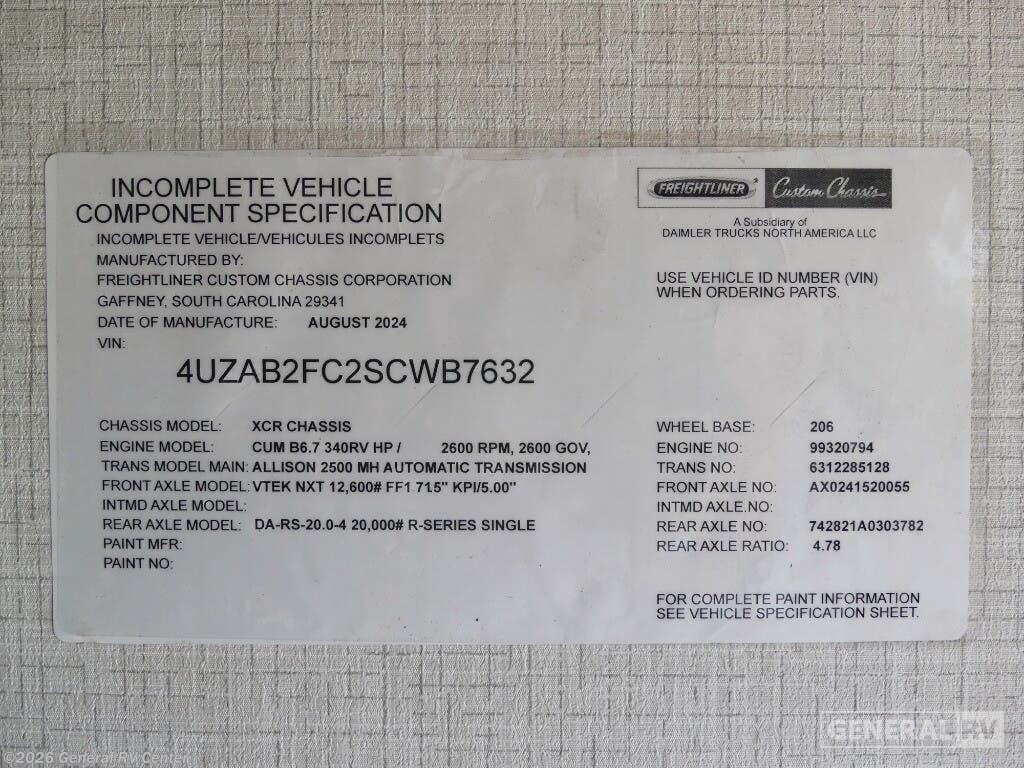 INCOMPLETE VEHICLE
COMPONENT SPECIFICATION
INCOMPLETE VEHICLE/VEHICULES INCOMPLETS
MANUFACTURED BY:
FREIGHTLINER CUSTOM CHASSIS CORPORATION
GAFFNEY, SOUTH CAROLINA 29341
DATE OF MANUFACTURE: AUGUST 2024
VIN:
4UZAB2FC2SCWB7632
FREIGHTLINER Custom Chassis
A Subsidiary of
DAIMLER TRUCKS NORTH AMERICA LLC
USE VEHICLE ID NUMBER (VIN)
WHEN ORDERING PARTS.
CHASSIS MODEL: XCR CHASSIS
ENGINE MODEL: CUM B6.7 340RV HP / 2600 RPM, 2600 GOV,
TRANS MODEL MAIN: ALLISON 2500 MH AUTOMATIC TRANSMISSION
FRONT AXLE MODEL: VTEK NXT 12,600# FF1 71.5" KPI/5.00"
INTMD AXLE MODEL:
REAR AXLE MODEL: DA-RS-20.0-4 20,000# R-SERIES SINGLE
PAINT MFR:
PAINT NO:
WHEEL BASE: 206
ENGINE NO: 99320794
TRANS NO: 6312285128
FRONT AXLE NO: AX0241520055
INTMD AXLE.NO:
REAR AXLE NO: 742821A0303782
REAR AXLE RATIO: 4.78
FOR COMPLETE PAINT INFORMATION
SEE VEHICLE SPECIFICATION SHEET.
GENERAL RV
©2026 General RV Center